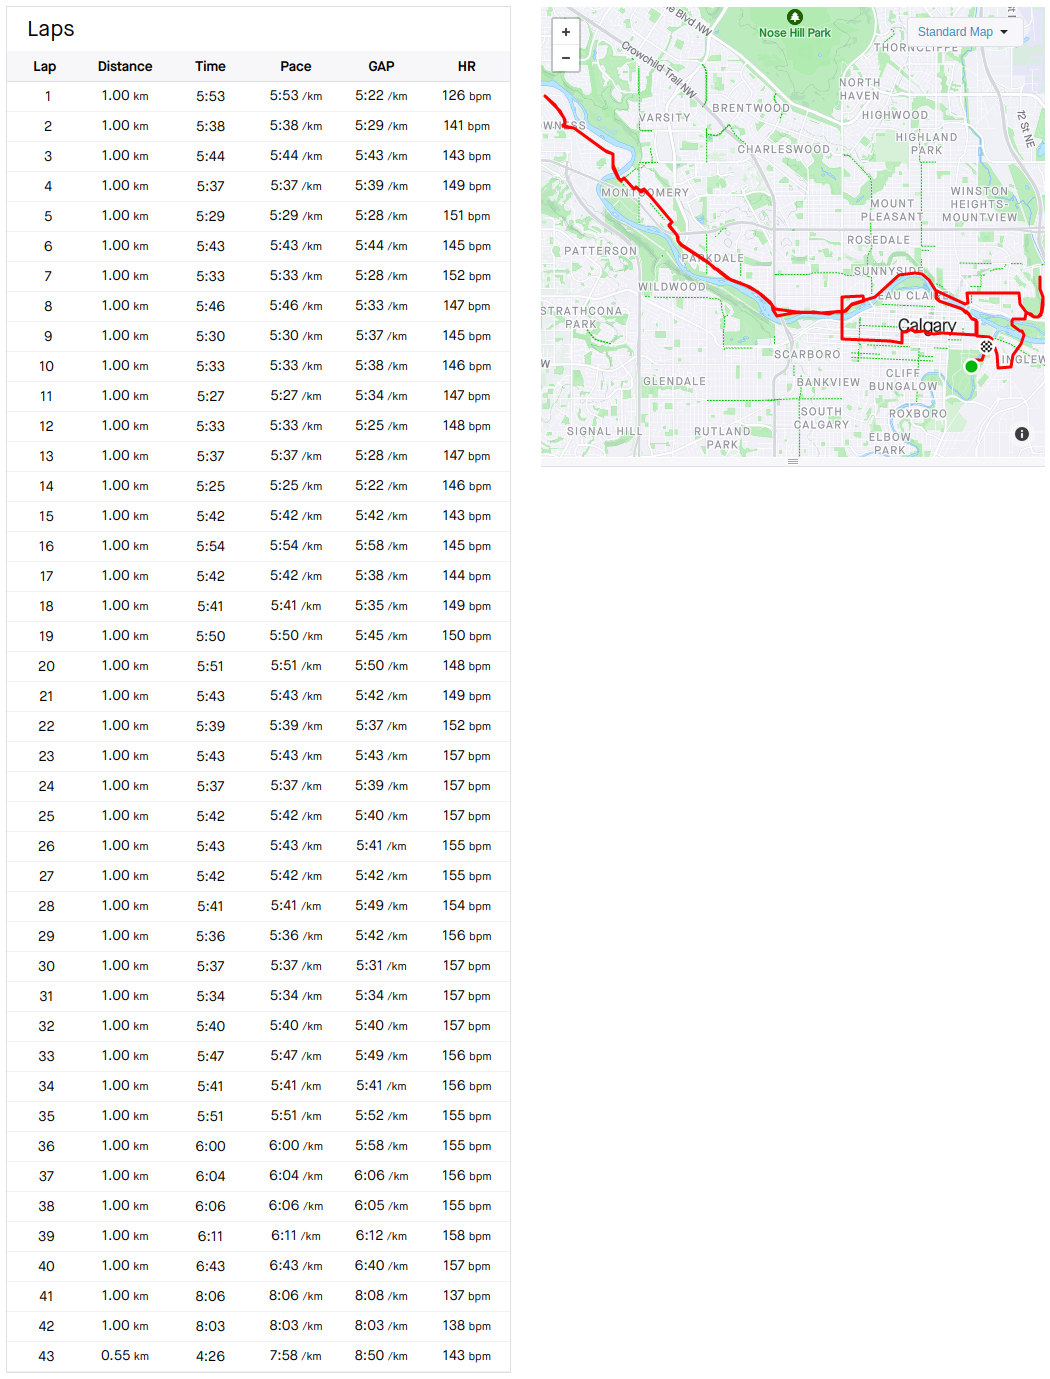 Laps
Lap Distance Time Pace GAP HR
1 1.00 km 5:53 5:53 /km 5:22 /km 126 bpm
2 1.00 km 5:38 5:38 /km 5:29 /km 141 bpm
3 1.00 km 5:44 5:44 /km 5:43 /km 143 bpm
4 1.00 km 5:37 5:37 /km 5:39 /km 149 bpm
5 1.00 km 5:29 5:29 /km 5:28 /km 151 bpm
6 1.00 km 5:43 5:43 /km 5:44 /km 145 bpm
7 1.00 km 5:33 5:33 /km 5:28 /km 152 bpm
8 1.00 km 5:46 5:46 /km 5:33 /km 147 bpm
9 1.00 km 5:30 5:30 /km 5:37 /km 145 bpm
10 1.00 km 5:33 5:33 /km 5:38 /km 146 bpm
11 1.00 km 5:27 5:27 /km 5:34 /km 147 bpm
12 1.00 km 5:33 5:33 /km 5:25 /km 148 bpm
13 1.00 km 5:37 5:37 /km 5:28 /km 147 bpm
14 1.00 km 5:25 5:25 /km 5:22 /km 146 bpm
15 1.00 km 5:42 5:42 /km 5:42 /km 143 bpm
16 1.00 km 5:54 5:54 /km 5:58 /km 145 bpm
17 1.00 km 5:42 5:42 /km 5:38 /km 144 bpm
18 1.00 km 5:41 5:41 /km 5:35 /km 149 bpm
19 1.00 km 5:50 5:50 /km 5:45 /km 150 bpm
20 1.00 km 5:51 5:51 /km 5:50 /km 148 bpm
21 1.00 km 5:43 5:43 /km 5:42 /km 149 bpm
22 1.00 km 5:39 5:39 /km 5:37 /km 152 bpm
23 1.00 km 5:43 5:43 /km 5:43 /km 157 bpm
24 1.00 km 5:37 5:37 /km 5:39 /km 157 bpm
25 1.00 km 5:42 5:42 /km 5:40 /km 157 bpm
26 1.00 km 5:43 5:43 /km 5:41 /km 155 bpm
27 1.00 km 5:42 5:42 /km 5:42 /km 155 bpm
28 1.00 km 5:41 5:41 /km 5:49 /km 154 bpm
29 1.00 km 5:36 5:36 /km 5:42 /km 156 bpm
30 1.00 km 5:37 5:37 /km 5:31 /km 157 bpm
31 1.00 km 5:34 5:34 /km 5:34 /km 157 bpm
32 1.00 km 5:40 5:40 /km 5:40 /km 157 bpm
33 1.00 km 5:47 5:47 /km 5:49 /km 156 bpm
34 1.00 km 5:41 5:41 /km 5:41 /km 156 bpm
35 1.00 km 5:51 5:51 /km 5:52 /km 155 bpm
36 1.00 km 6:00 6:00 /km 5:58 /km 155 bpm
37 1.00 km 6:04 6:04 /km 6:06 /km 156 bpm
38 1.00 km 6:06 6:06 /km 6:05 /km 155 bpm
39 1.00 km 6:11 6:11 /km 6:12 /km 158 bpm
40 1.00 km 6:43 6:43 /km 6:40 /km 157 bpm
41 1.00 km 8:06 8:06 /km 8:08 /km 137 bpm
42 1.00 km 8:03 8:03 /km 8:03 /km 138 bpm
43 0.55 km 4:26 7:58 /km 8:50 /km 143 bpm
+
−
Standard Map
Blvd NW
Nose Hill Park
Crowchild Trail NW
THORNCLIFFE
NORTH
HAVEN
BRENTWOOD
VARSITY
HIGHWOOD
12 St NE
HIGHLAND
PARK
CHARLESWOOD
MONTGOMERY
WINSTON
HEIGHTS-
MOUNTVIEW
MOUNT
PLEASANT
ROSEDALE
PATTERSON
PARKDALE
SUNNYSIDE
WILDWOOD
EAU CLAIRE
STRATHCONA
PARK
Calgary
SCARBORO
INGLEW
CLIFF
BUNGALOW
GLENDALE
BANKVIEW
SOUTH
CALGARY
ROXBORO
SIGNAL HILL
RUTLAND
PARK
ELBOW
PARK